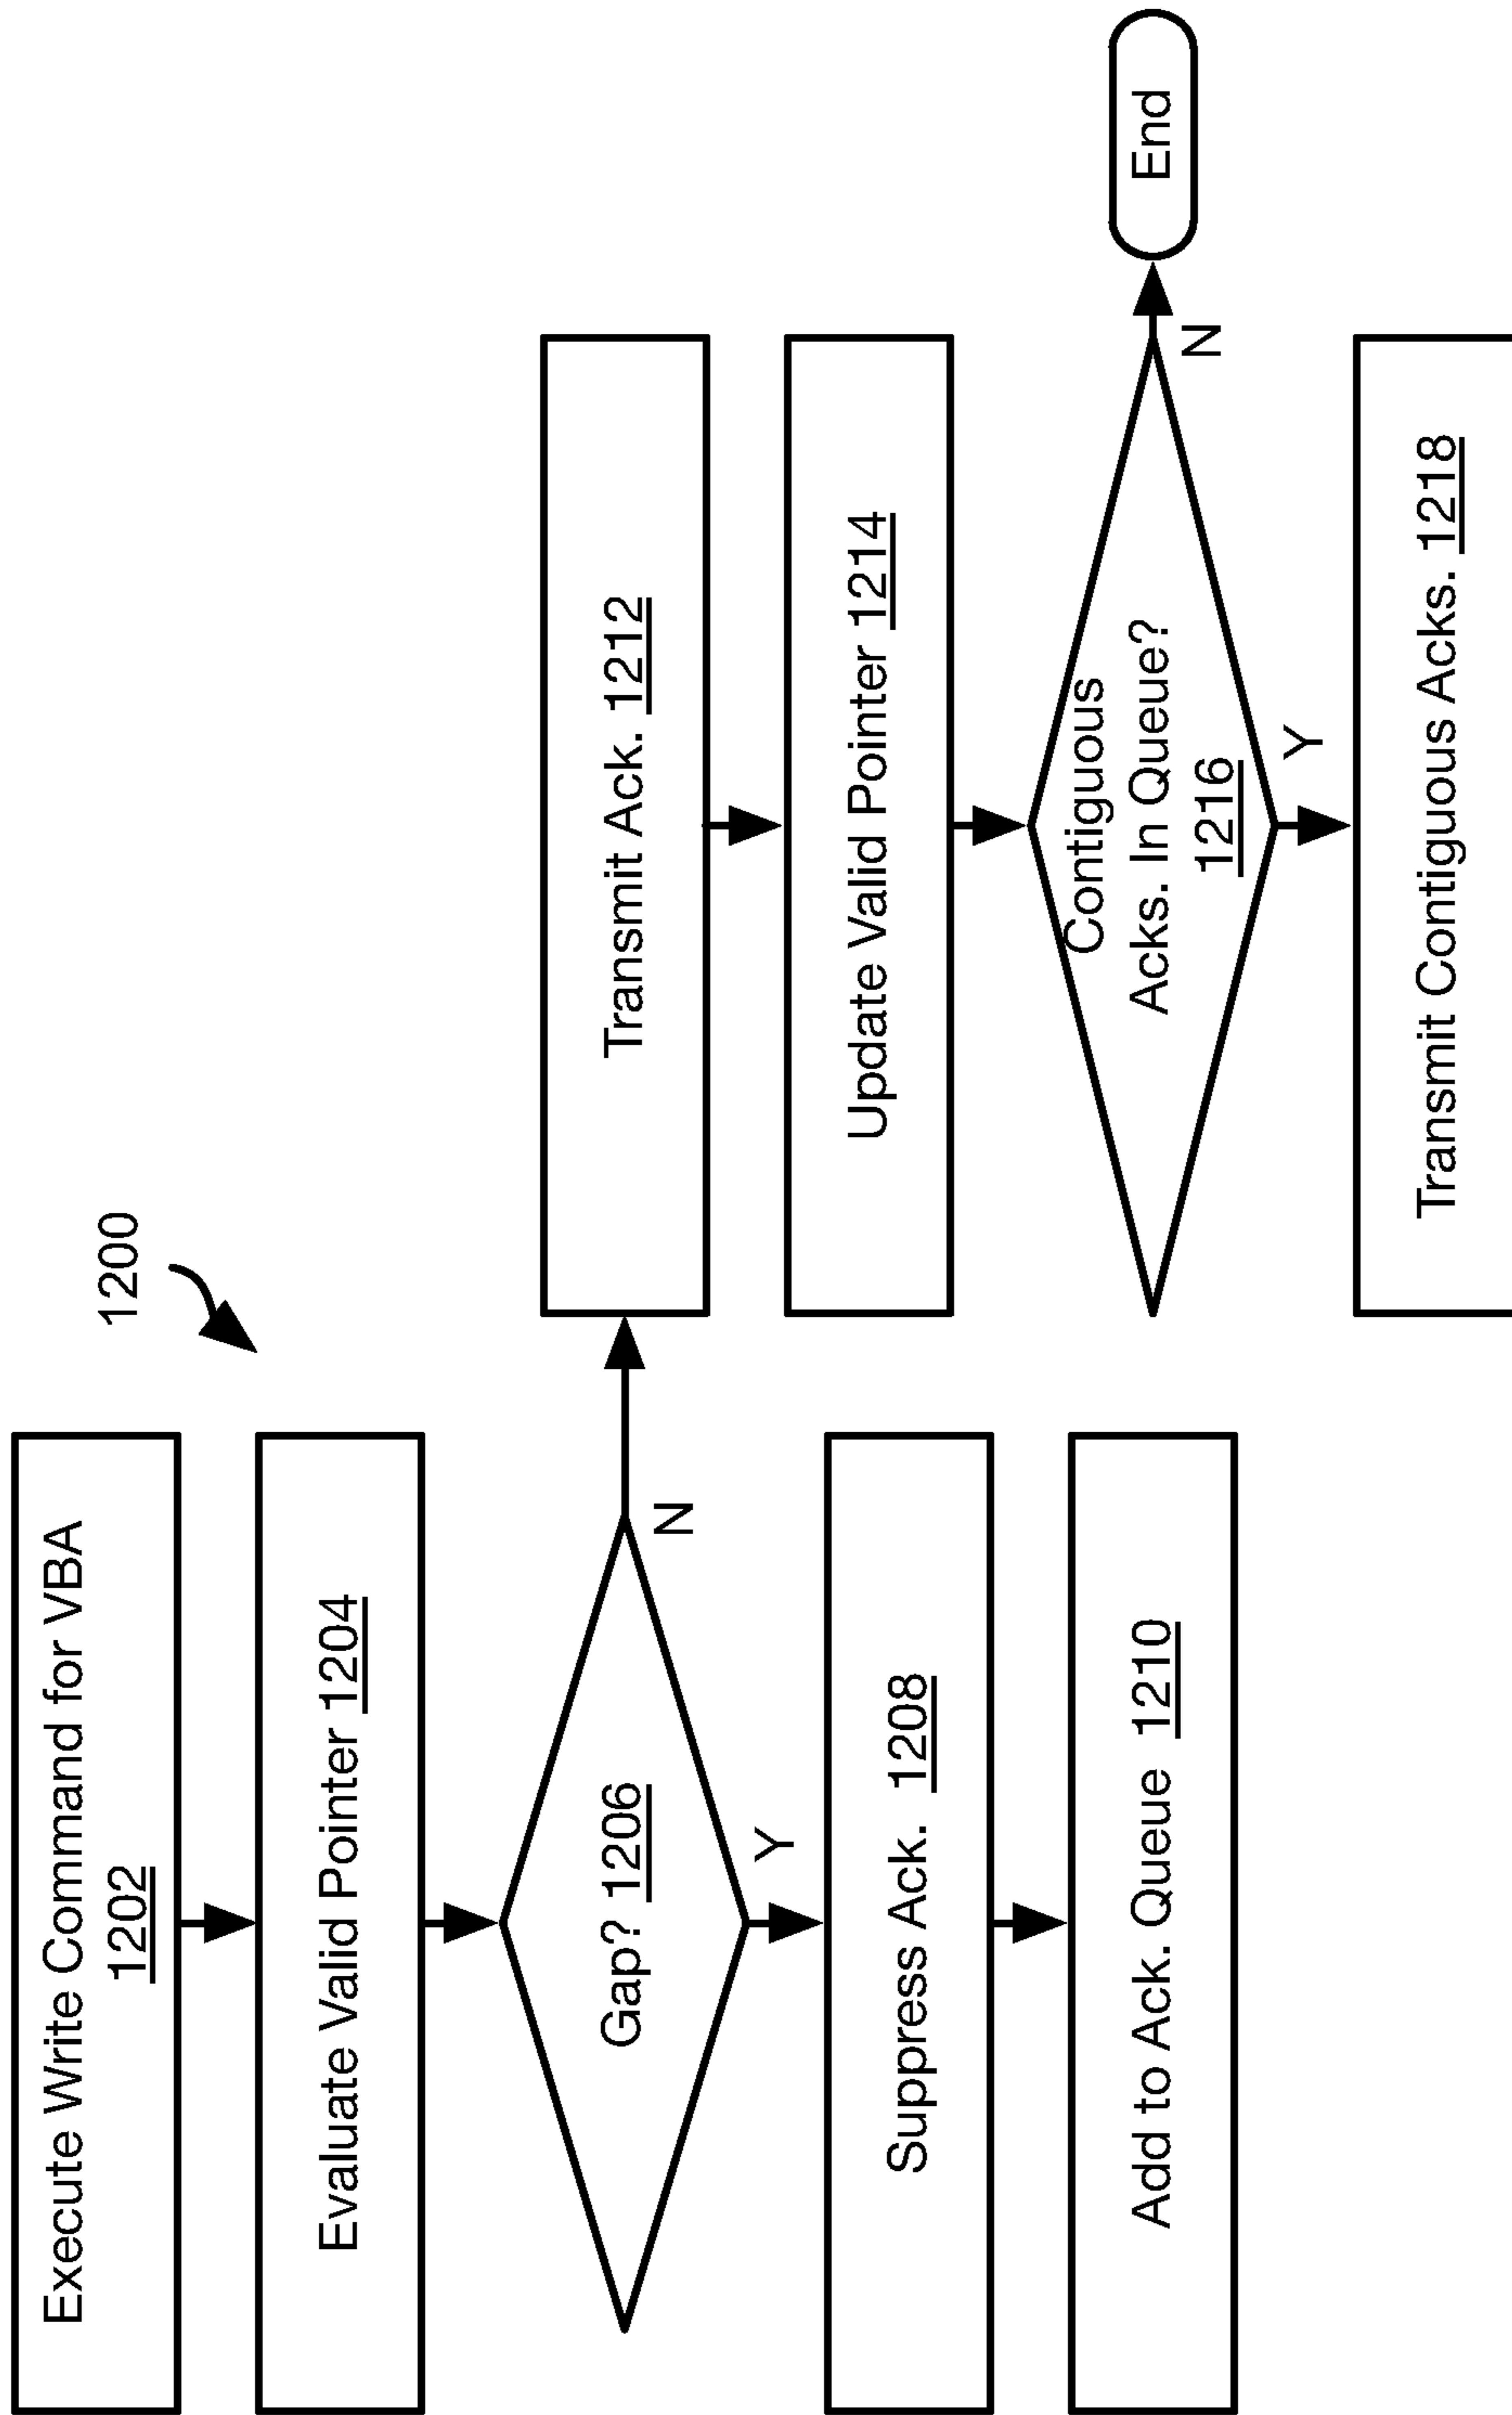 1200
Execute Write Command for VBA
1202
Evaluate Valid Pointer 1204
Gap? 1206
N
Y
Suppress Ack. 1208
Add to Ack. Queue 1210
Transmit Ack. 1212
Update Valid Pointer 1214
Contiguous
Acks. In Queue?
1216
N
End
Y
Transmit Contiguous Acks. 1218